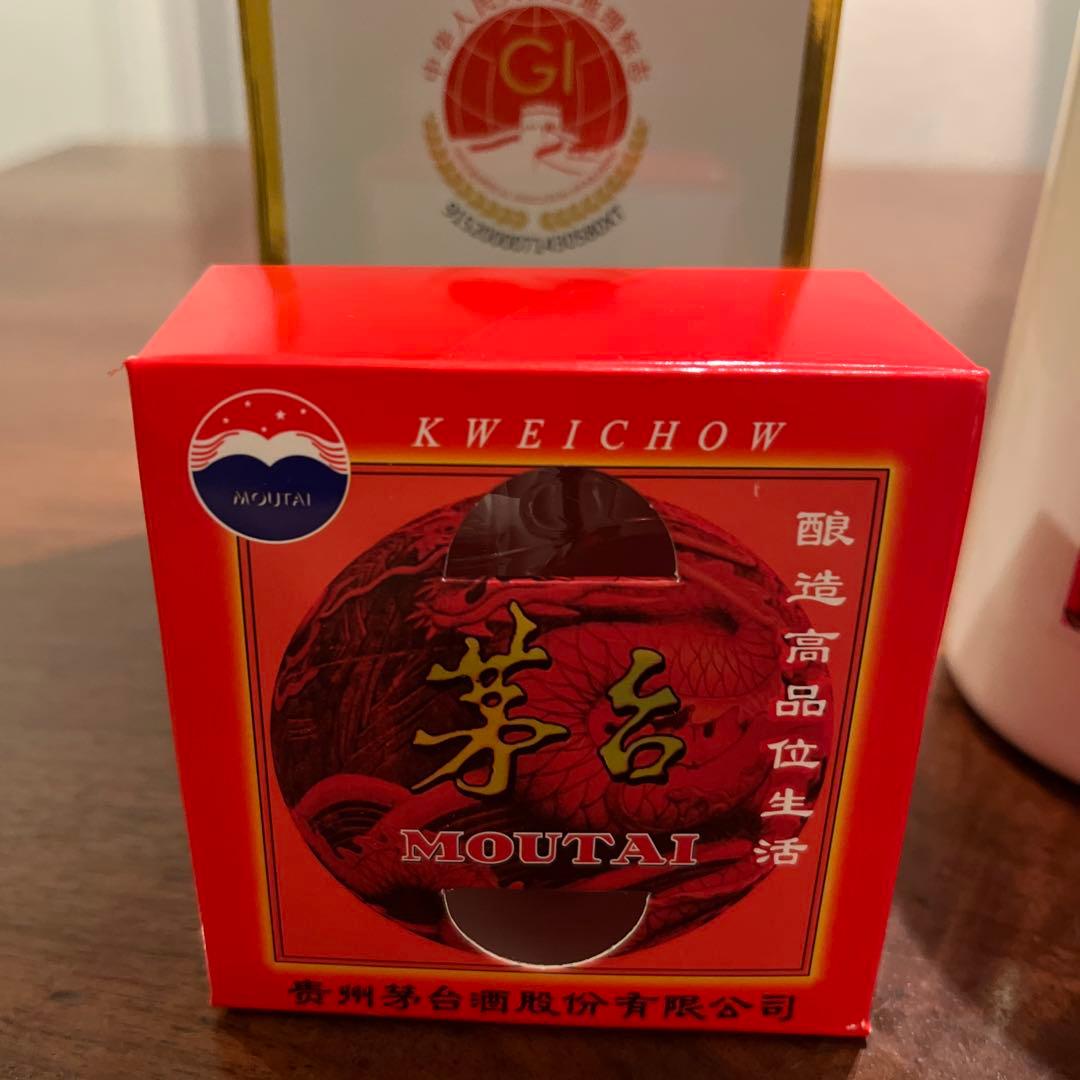 GI
91520000714305805T
KWEICHOW
MOUTAI
酿造高品位生活
茅台
MOUTAI
贵州茅台酒股份有限公司